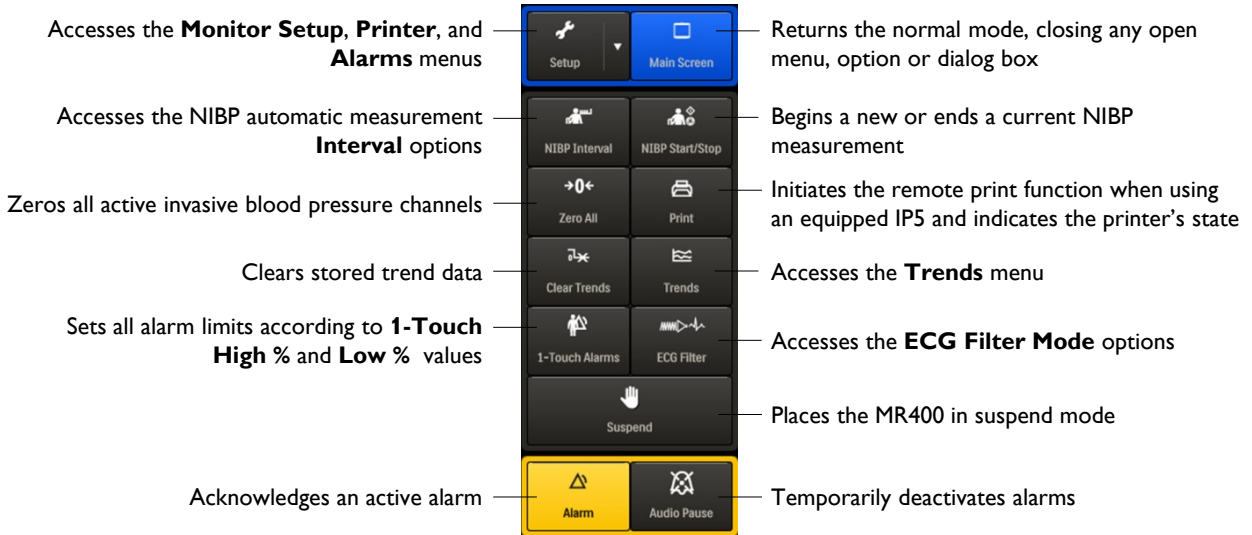 Accesses the Monitor Setup, Printer, and
Alarms menus
Setup
Main Screen
Returns the normal mode, closing any open
menu, option or dialog box
Accesses the NIBP automatic measurement
Interval options
NIBP Interval
NIBP Start/Stop
Begins a new or ends a current NIBP
measurement
Zeros all active invasive blood pressure channels
→0←
Zero All
Print
Initiates the remote print function when using
an equipped IP5 and indicates the printer's state
Clears stored trend data
Clear Trends
Trends
Accesses the Trends menu
Sets all alarm limits according to 1-Touch
High % and Low % values
1-Touch Alarms
ECG Filter
Accesses the ECG Filter Mode options
Suspend
Places the MR400 in suspend mode
Acknowledges an active alarm
Alarm
Audio Pause
Temporarily deactivates alarms